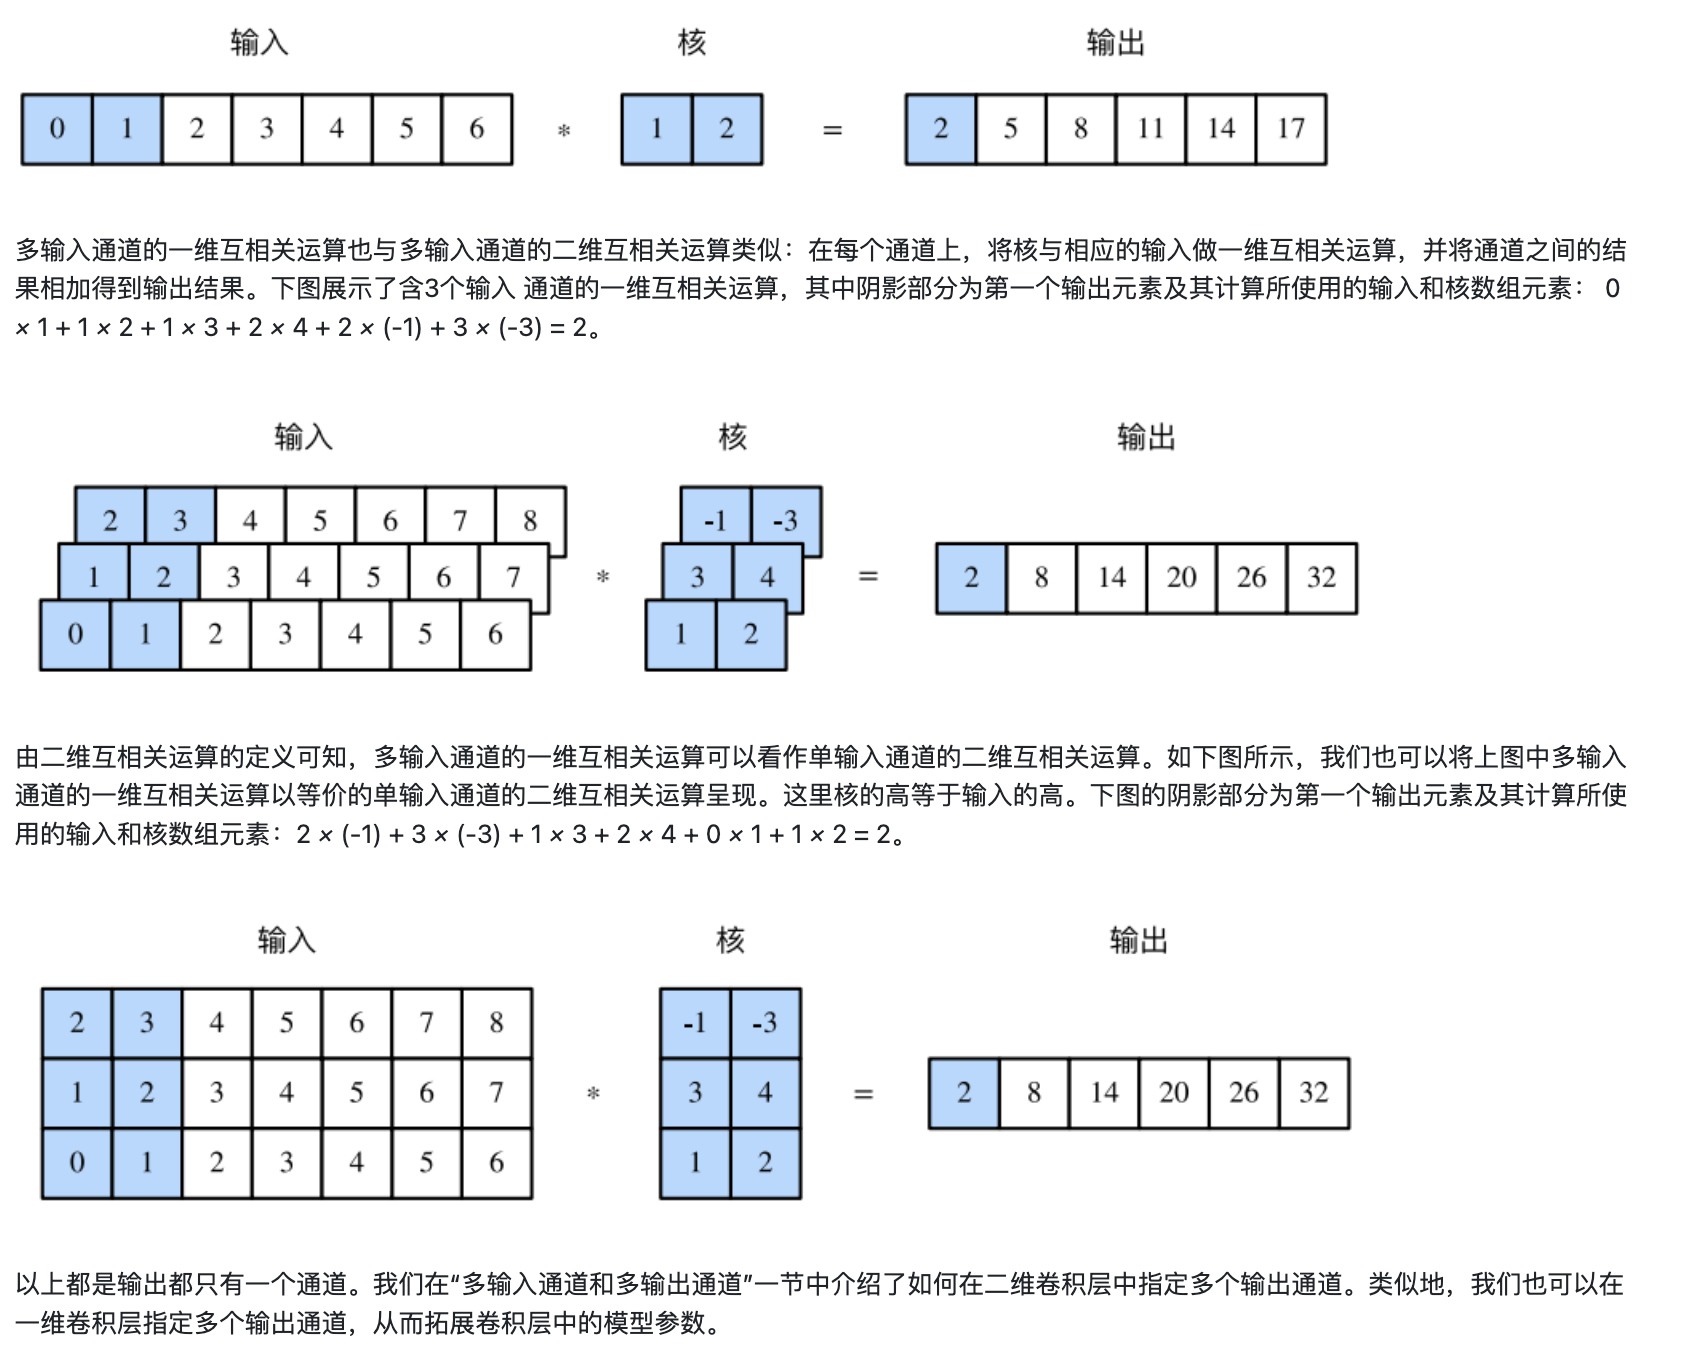 输入 核 输出
0 1 2 3 4 5 6 * 1 2 = 2 5 8 11 14 17
多输入通道的一维互相关运算也与多输入通道的二维互相关运算类似：在每个通道上，将核与相应的输入做一维互相关运算，并将通道之间的结
果相加得到输出结果。下图展示了含3个输入 通道的一维互相关运算，其中阴影部分为第一个输出元素及其计算所使用的输入和核数组元素： 0
× 1 + 1 × 2 + 1 × 3 + 2 × 4 + 2 × (-1) + 3 × (-3) = 2。
输入 核 输出
2 3 4 5 6 7 8 -1 -3
1 2 3 4 5 6 7 * 3 4 = 2 8 14 20 26 32
0 1 2 3 4 5 6 1 2
由二维互相关运算的定义可知，多输入通道的一维互相关运算可以看作单输入通道的二维互相关运算。如下图所示，我们也可以将上图中多输入
通道的一维互相关运算以等价的单输入通道的二维互相关运算呈现。这里核的高等于输入的高。下图的阴影部分为第一个输出元素及其计算所使
用的输入和核数组元素：2 × (-1) + 3 × (-3) + 1 × 3 + 2 × 4 + 0 × 1 + 1 × 2 = 2。
输入 核 输出
2 3 4 5 6 7 8 -1 -3
1 2 3 4 5 6 7 * 3 4 = 2 8 14 20 26 32
0 1 2 3 4 5 6 1 2
以上都是输出都只有一个通道。我们在“多输入通道和多输出通道”一节中介绍了如何在二维卷积层中指定多个输出通道。类似地，我们也可以在
一维卷积层指定多个输出通道，从而拓展卷积层中的模型参数。